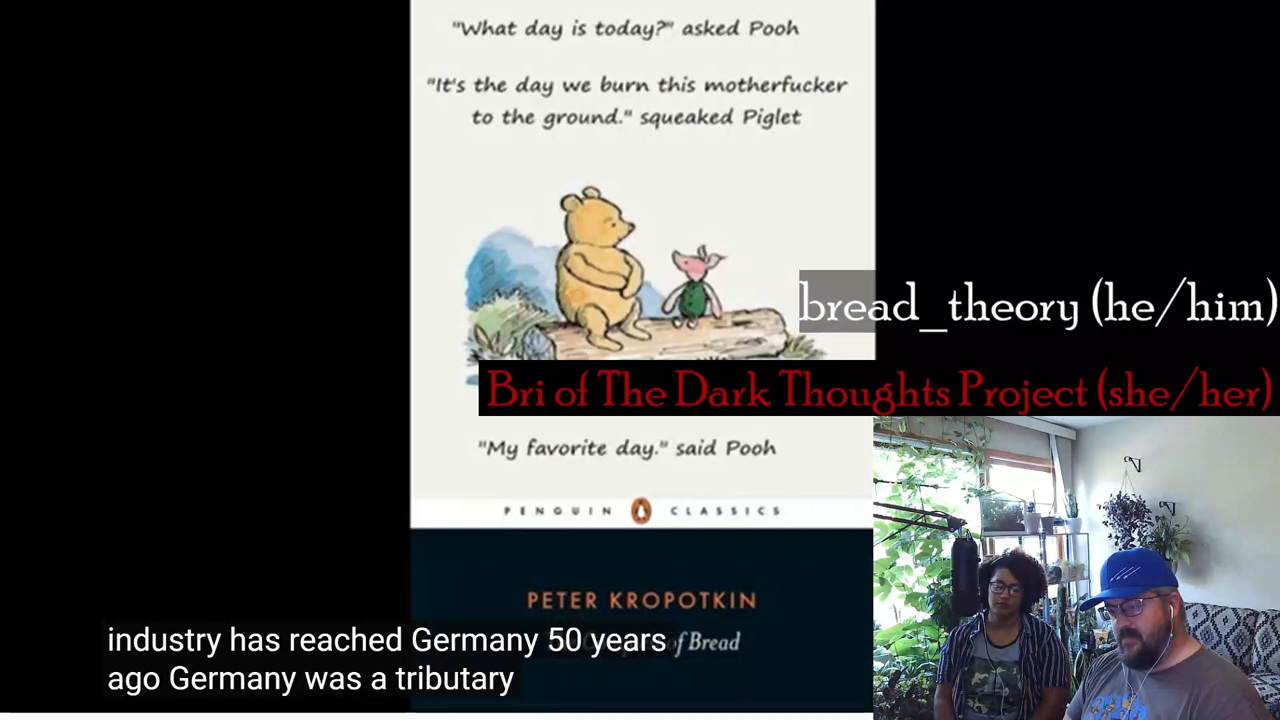 "What day is today?" asked Pooh
"It's the day we burn this motherfucker
to the ground." squeaked Piglet
bread_theory (he/him)
Bri of The Dark Thoughts Project (she/her)
"My favorite day." said Pooh
PENGUIN CLASSICS
PETER KROPOTKIN
of Bread
industry has reached Germany 50 years
ago Germany was a tributary